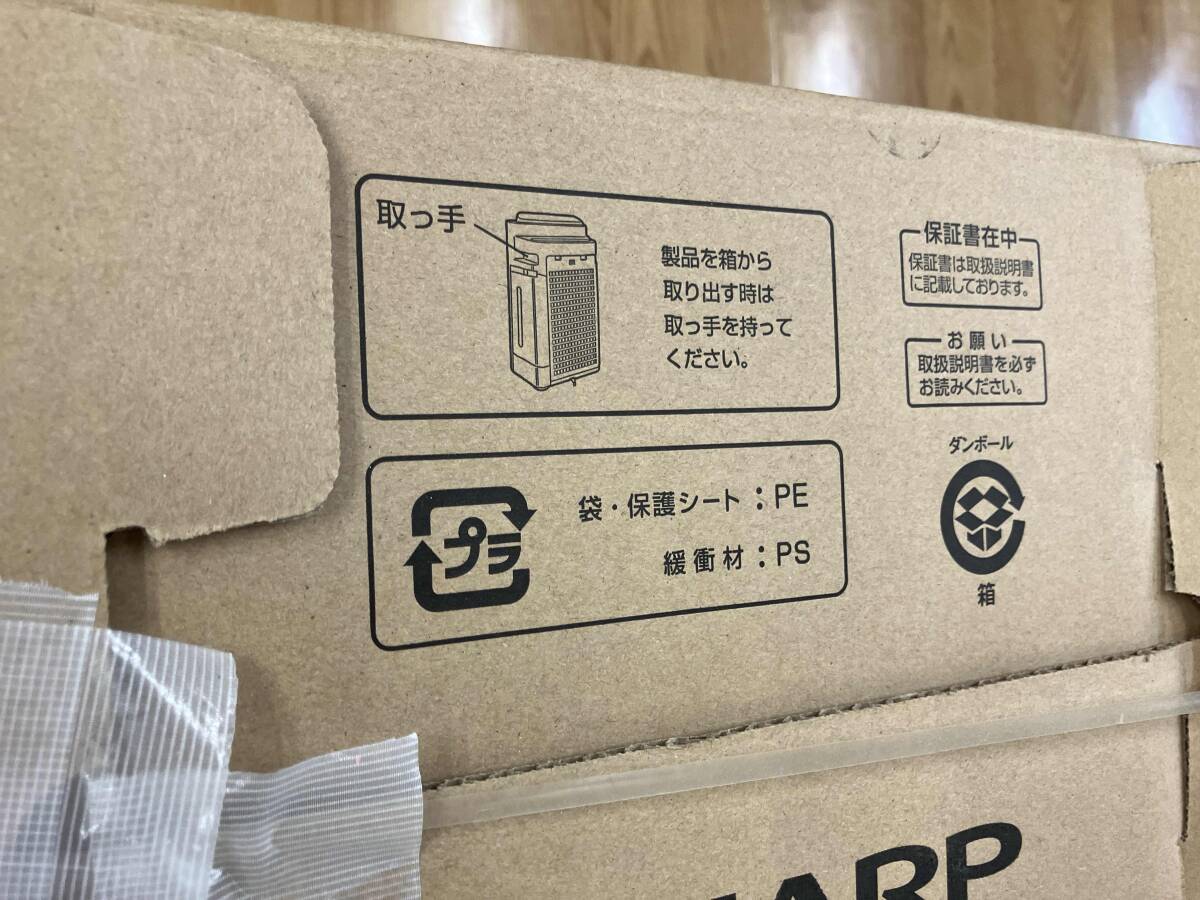 取っ手
製品を箱から
取り出す時は
取っ手を持って
ください。
保証書在中
保証書は取扱説明書
に記載しております。
お願い
取扱説明書を必ず
お読みください。
プラ
袋・保護シート：PE
緩衝材：PS
ダンボール
箱
ARP